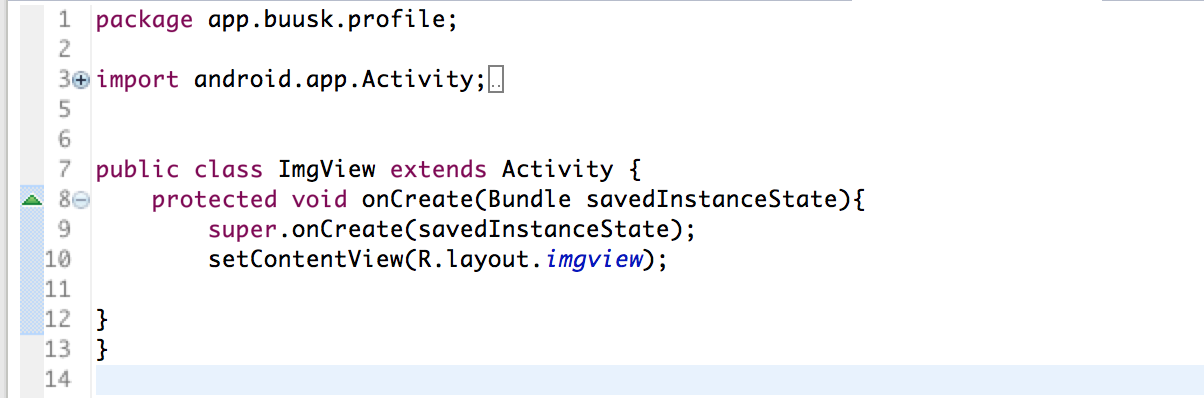 1 package app.buusk.profile;
2
3 import android.app.Activity;..
5
6
7 public class ImgView extends Activity {
8     protected void onCreate(Bundle savedInstanceState){
9         super.onCreate(savedInstanceState);
10         setContentView(R.layout.imgview);
11
12 }
13 }
14